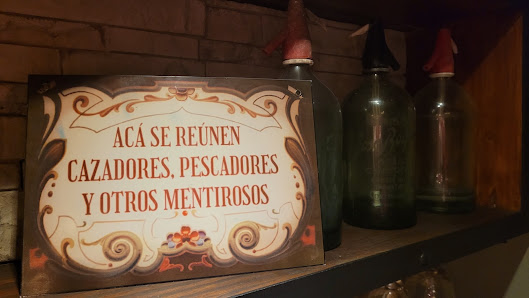 ACÁ SE REÚNEN
CAZADORES, PESCADORES
Y OTROS MENTIROSOS